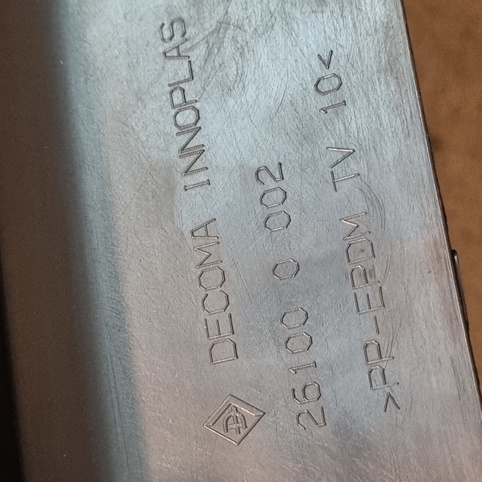 DECOMA INNOPLAS
26100 0 002
>PP-EPDM TV 10<